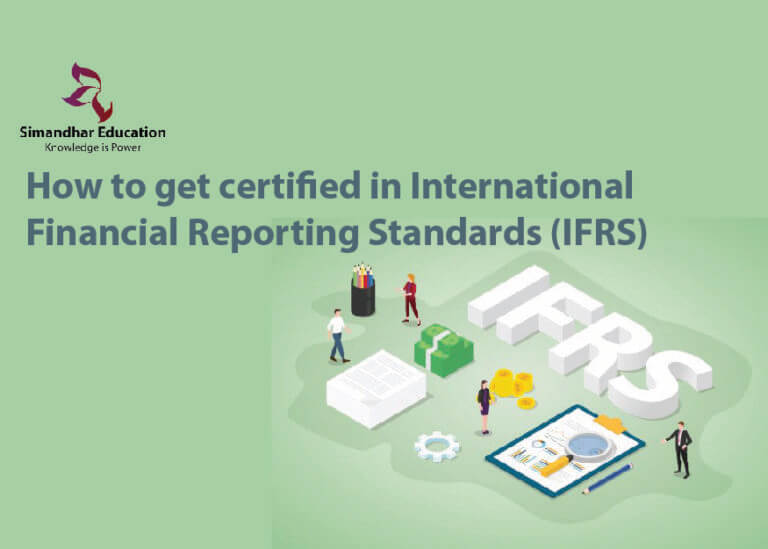 Simandhar Education
Knowledge is Power
How to get certified in International
Financial Reporting Standards (IFRS)
IFRS